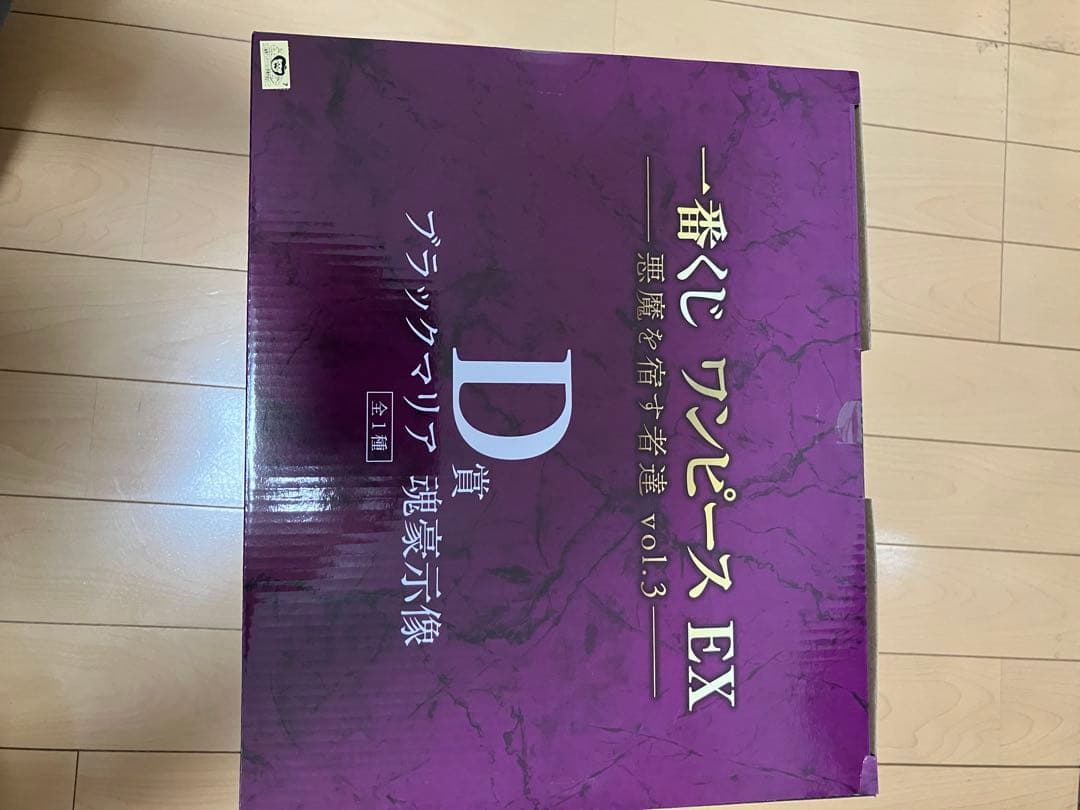 一番くじ ワンピース EX
悪魔を宿す者達 vol.3
D賞
ブラックマリア 魂豪示像
全1種